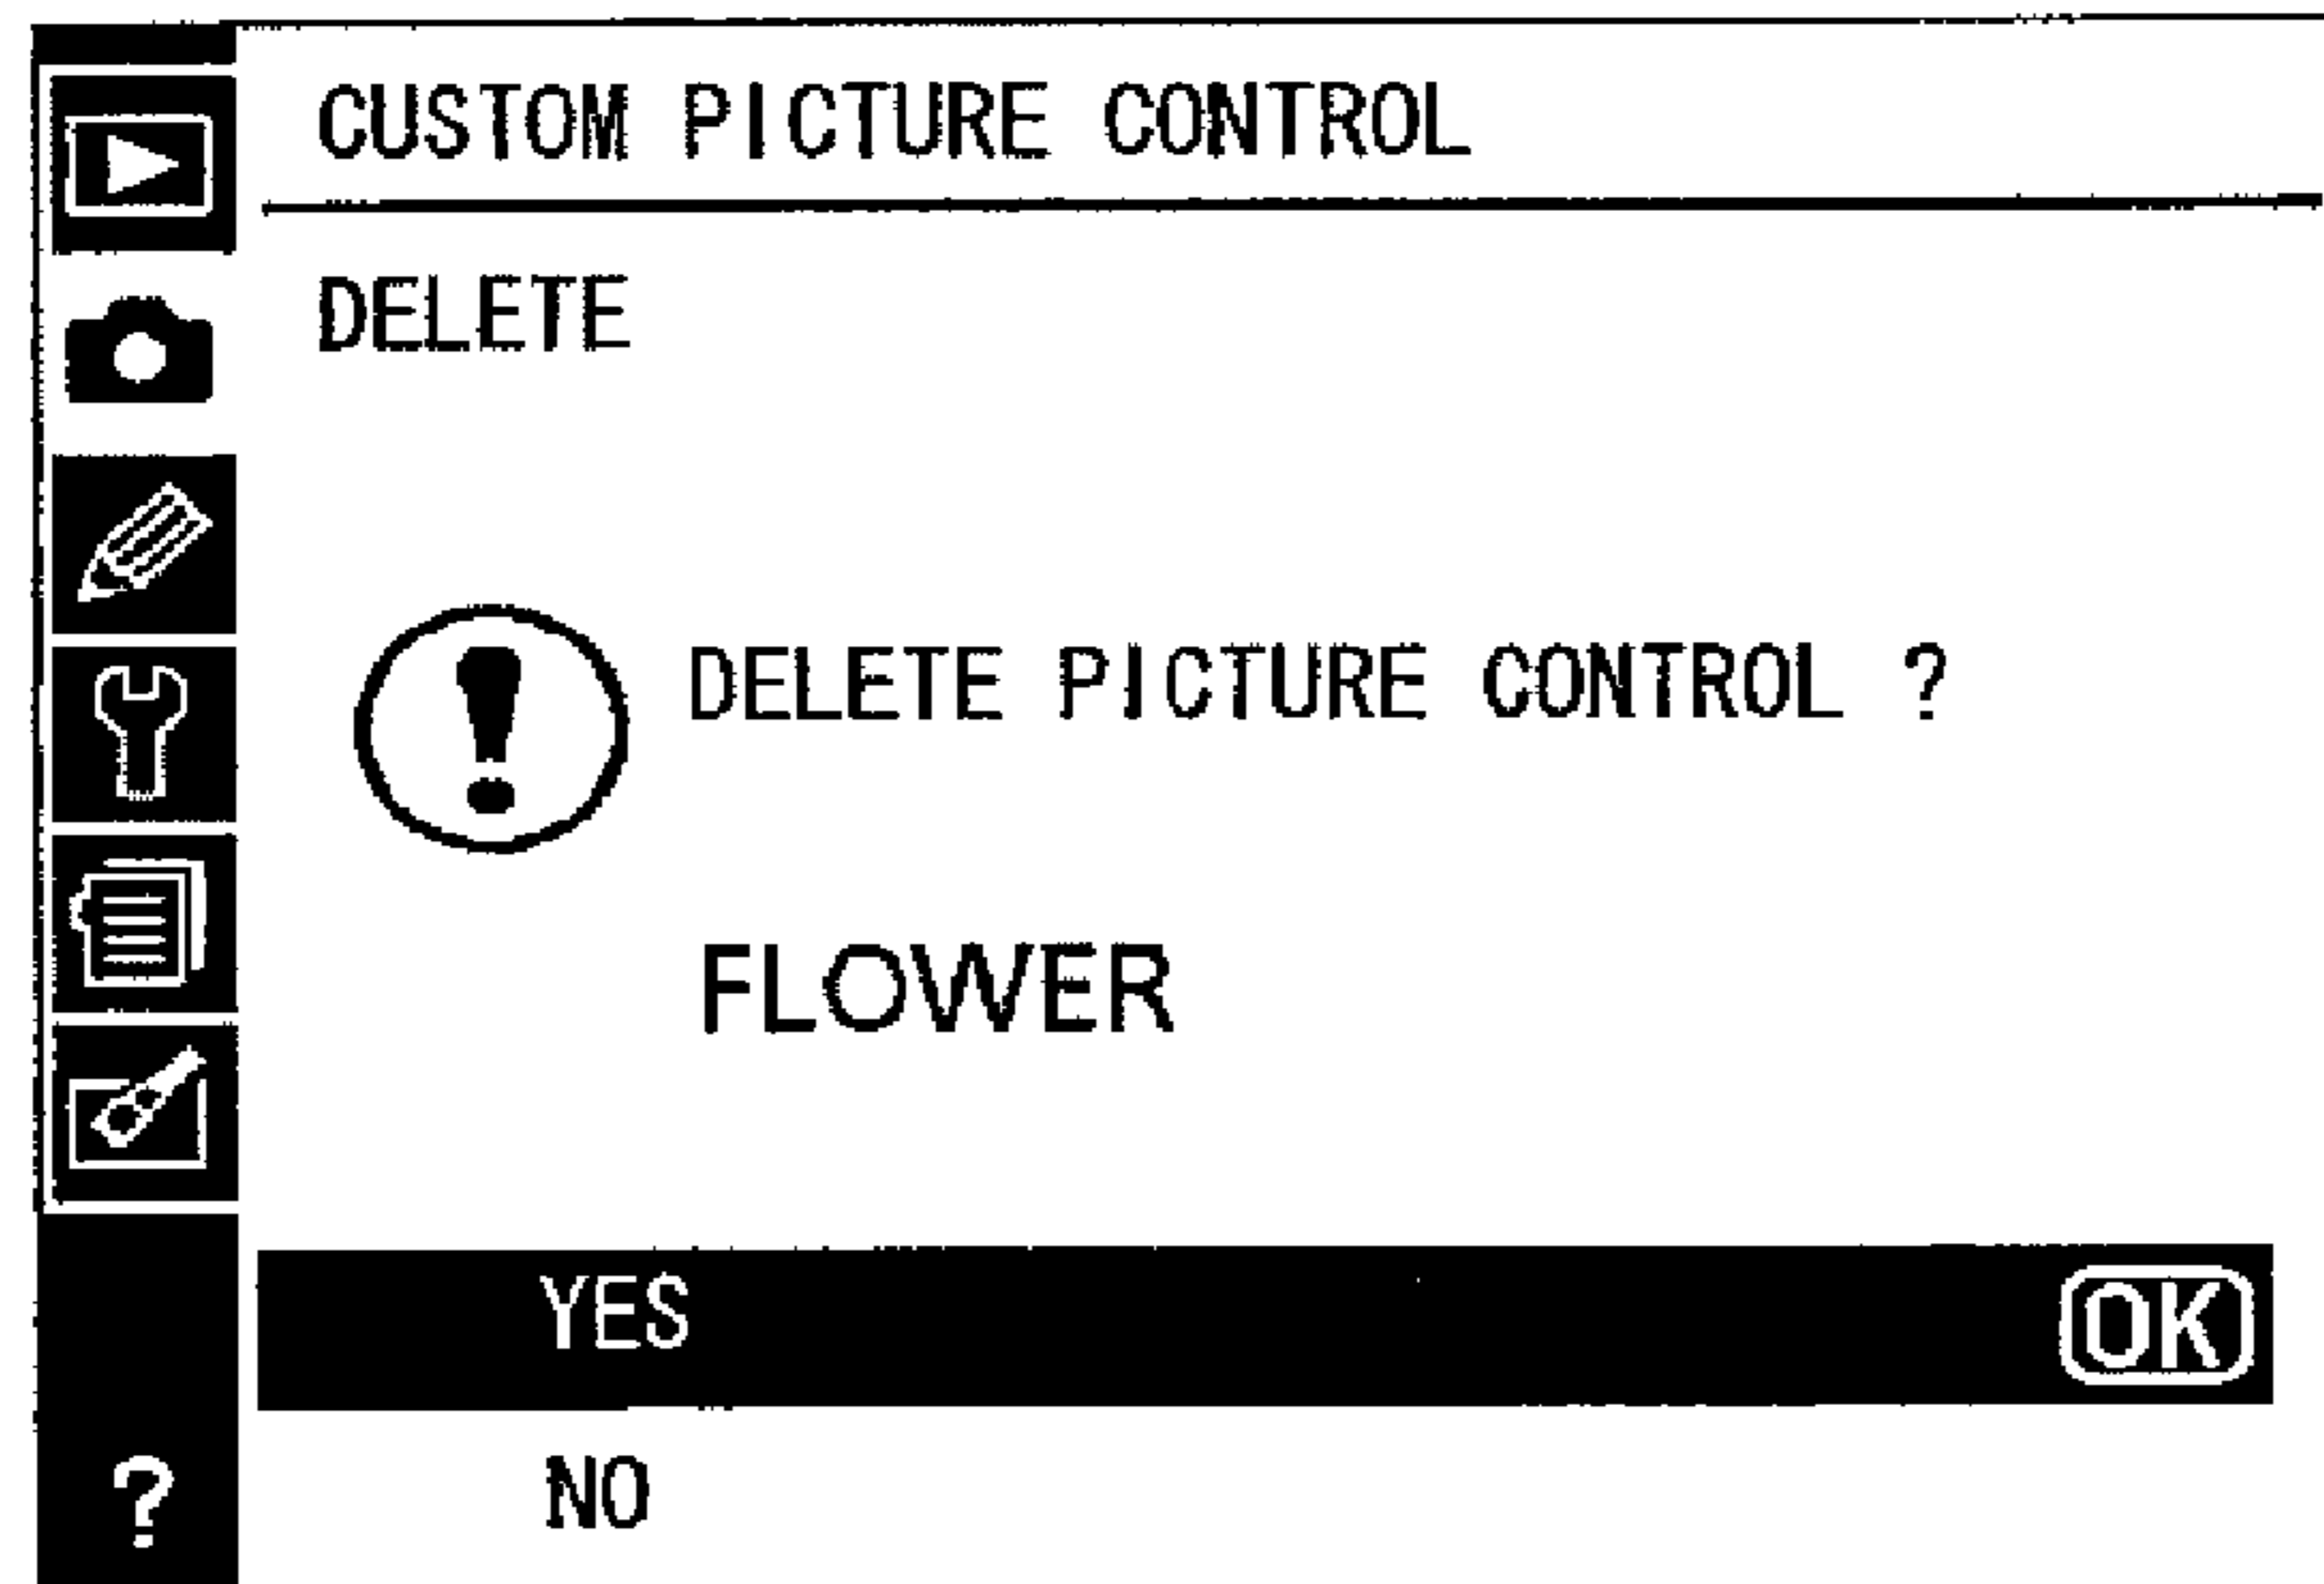 CUSTOM PICTURE CONTROL
DELETE
DELETE PICTURE CONTROL ?
FLOWER
YES OK
NO
?